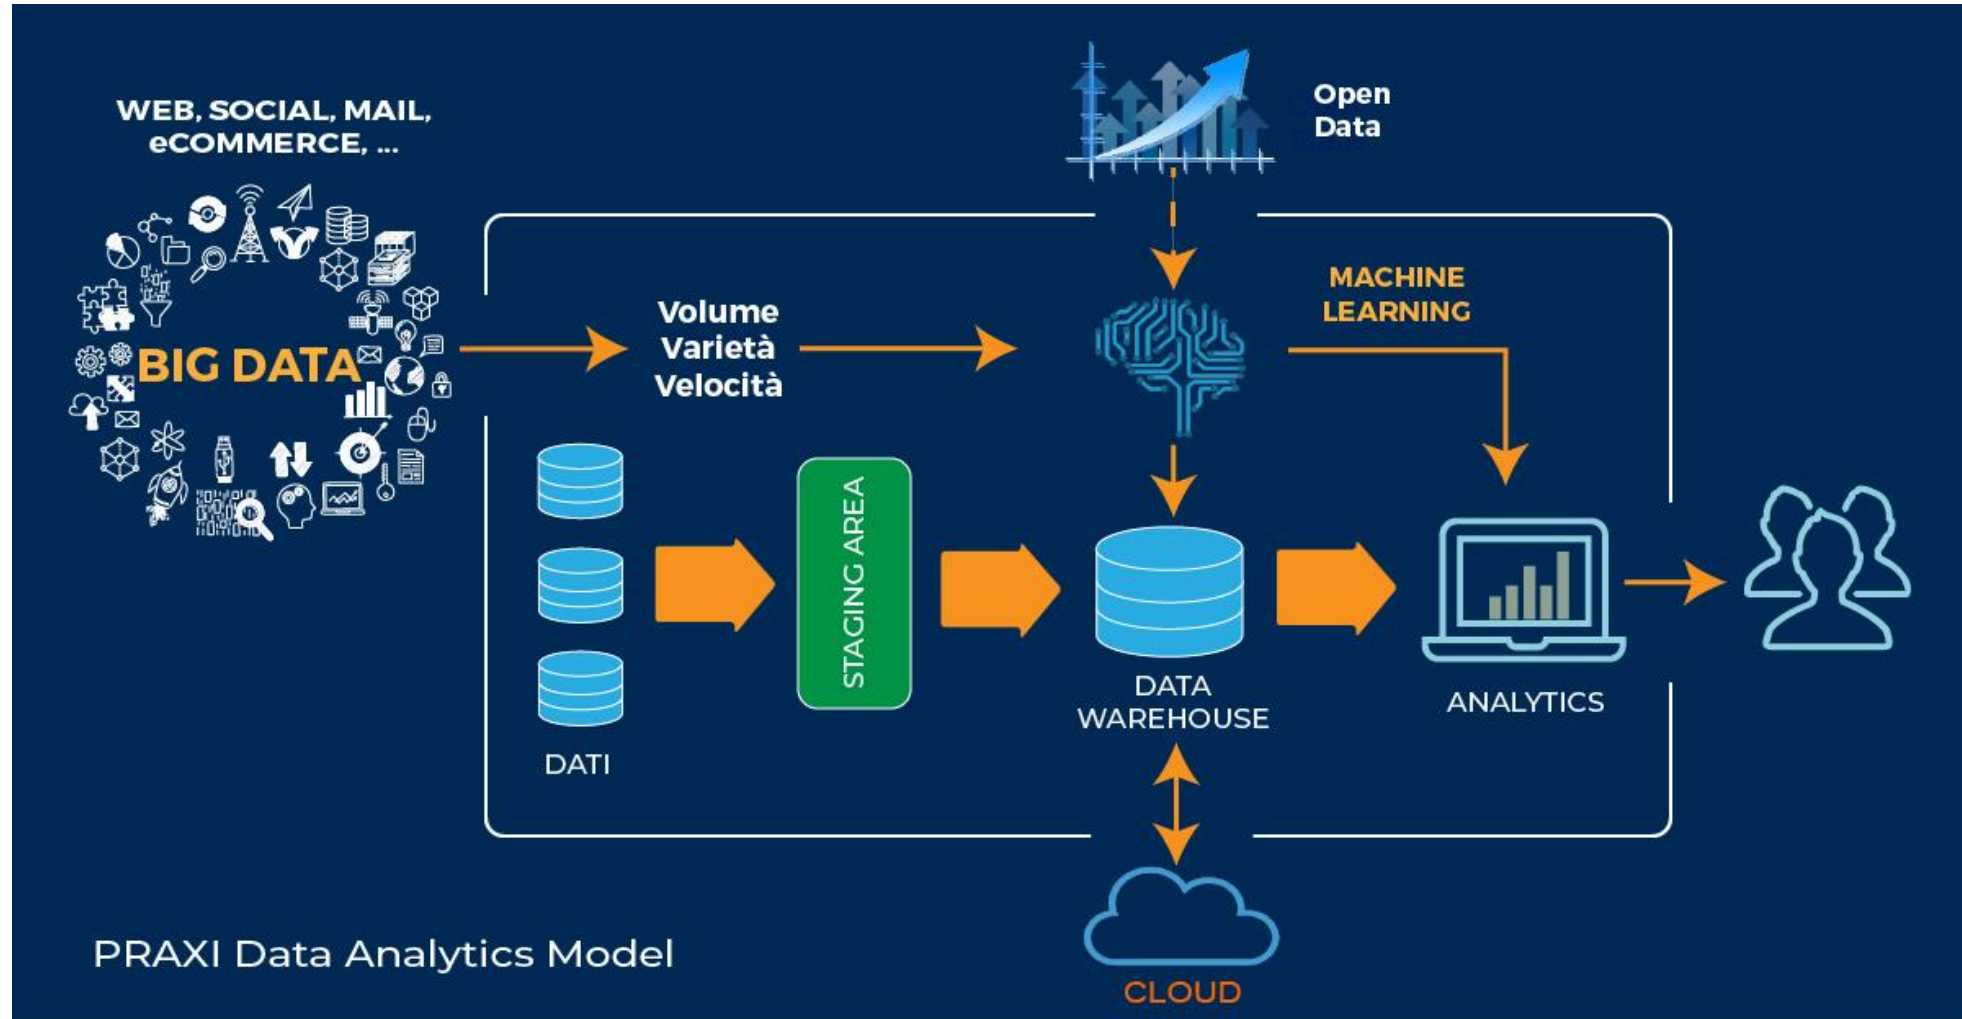 WEB, SOCIAL, MAIL,
eCOMMERCE, ...
BIG DATA
Open
Data
Volume
Varietà
Velocità
MACHINE
LEARNING
DATI
STAGING AREA
DATA
WAREHOUSE
ANALYTICS
CLOUD
PRAXI Data Analytics Model